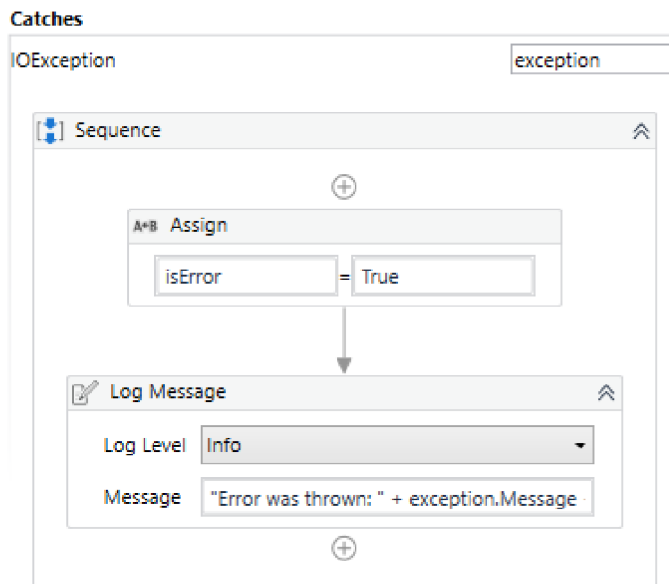 Catches
IOException exception
Sequence
A+B Assign
isError = True
Log Message
Log Level Info
Message "Error was thrown: " + exception.Message